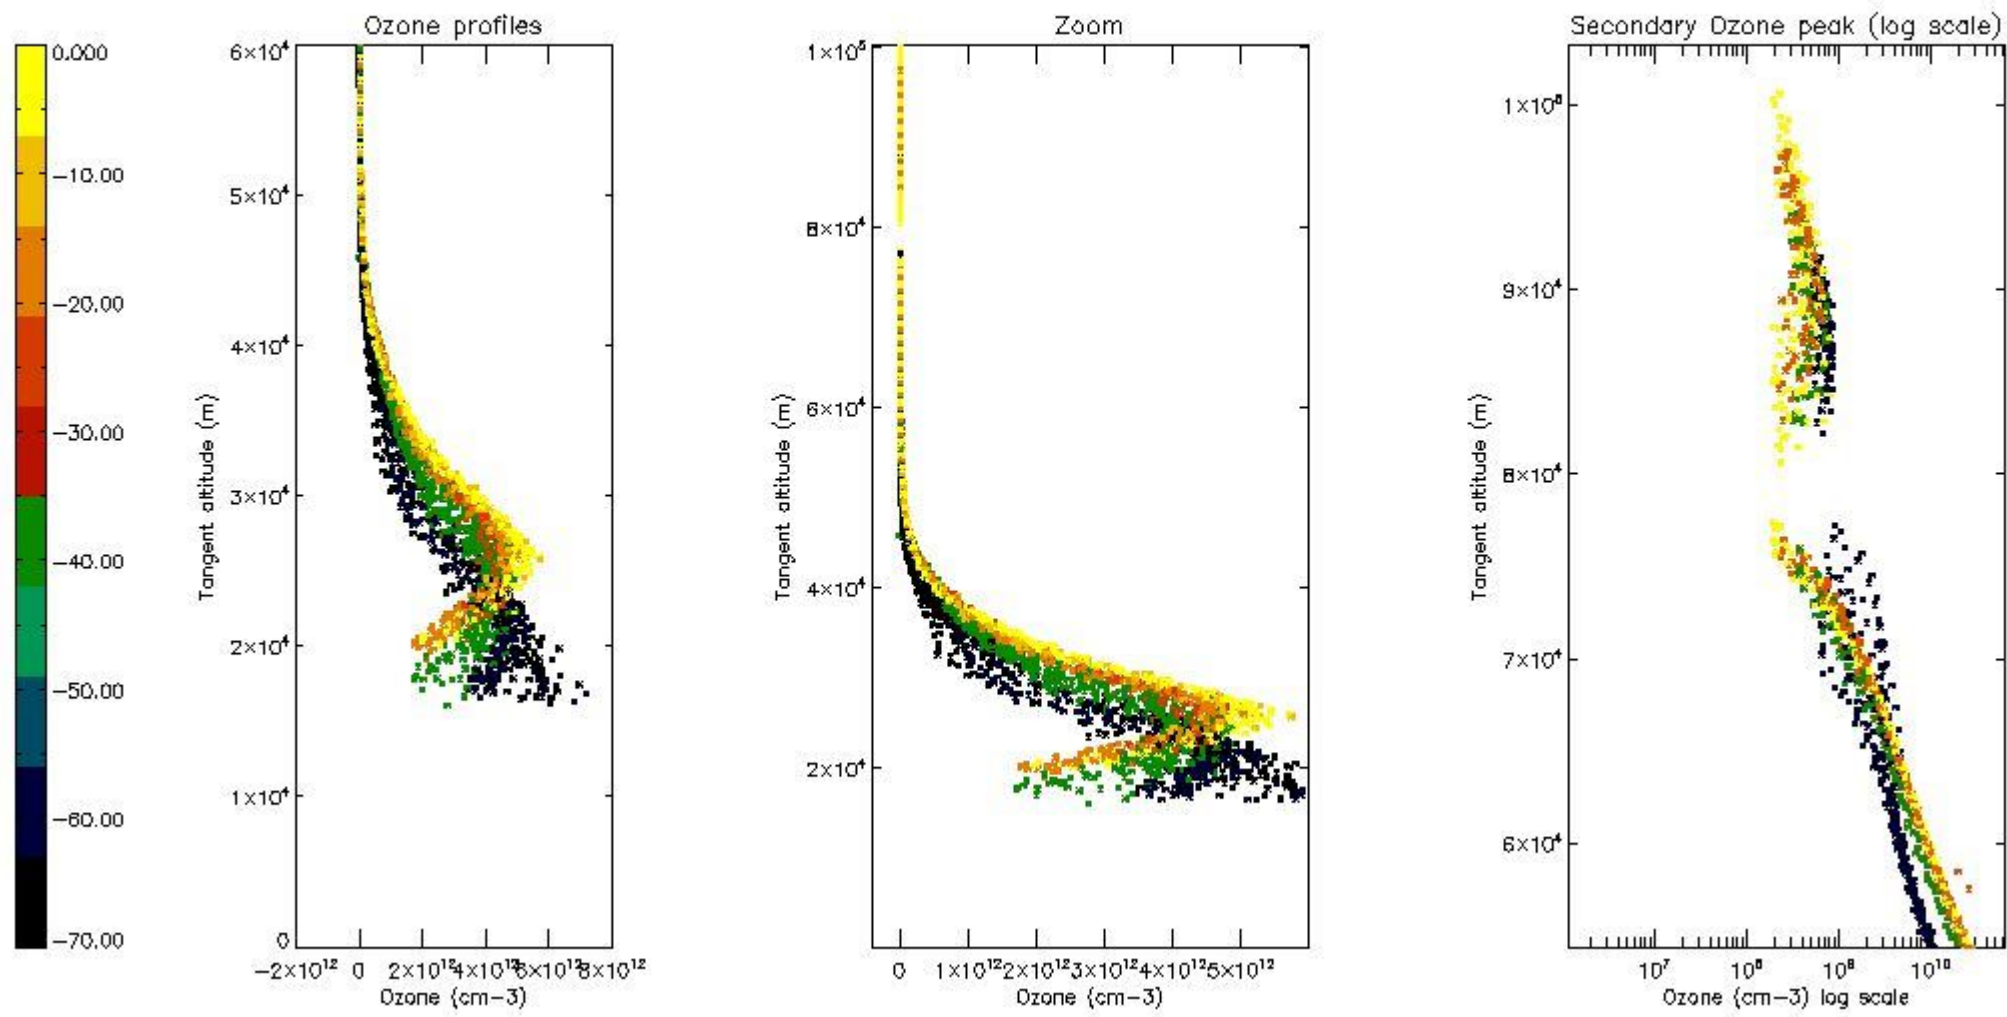 Ozone profiles
Zoom
Secondary Ozone peak (log scale)
0.000
−10.00
−20.00
−30.00
−40.00
−50.00
−60.00
−70.00
Tangent altitude (m)
6×10⁴
5×10⁴
4×10⁴
3×10⁴
2×10⁴
1×10⁴
0
−2×10¹² 0 2×10¹² 4×10¹² 6×10¹² 8×10¹²
Ozone (cm−3)
Tangent altitude (m)
1×10⁵
8×10⁴
6×10⁴
4×10⁴
2×10⁴
0 1×10¹² 2×10¹² 3×10¹² 4×10¹² 5×10¹²
Ozone (cm−3)
Tangent altitude (m)
1×10⁵
9×10⁴
8×10⁴
7×10⁴
6×10⁴
10⁷ 10⁸ 10⁹ 10¹⁰
Ozone (cm−3) log scale